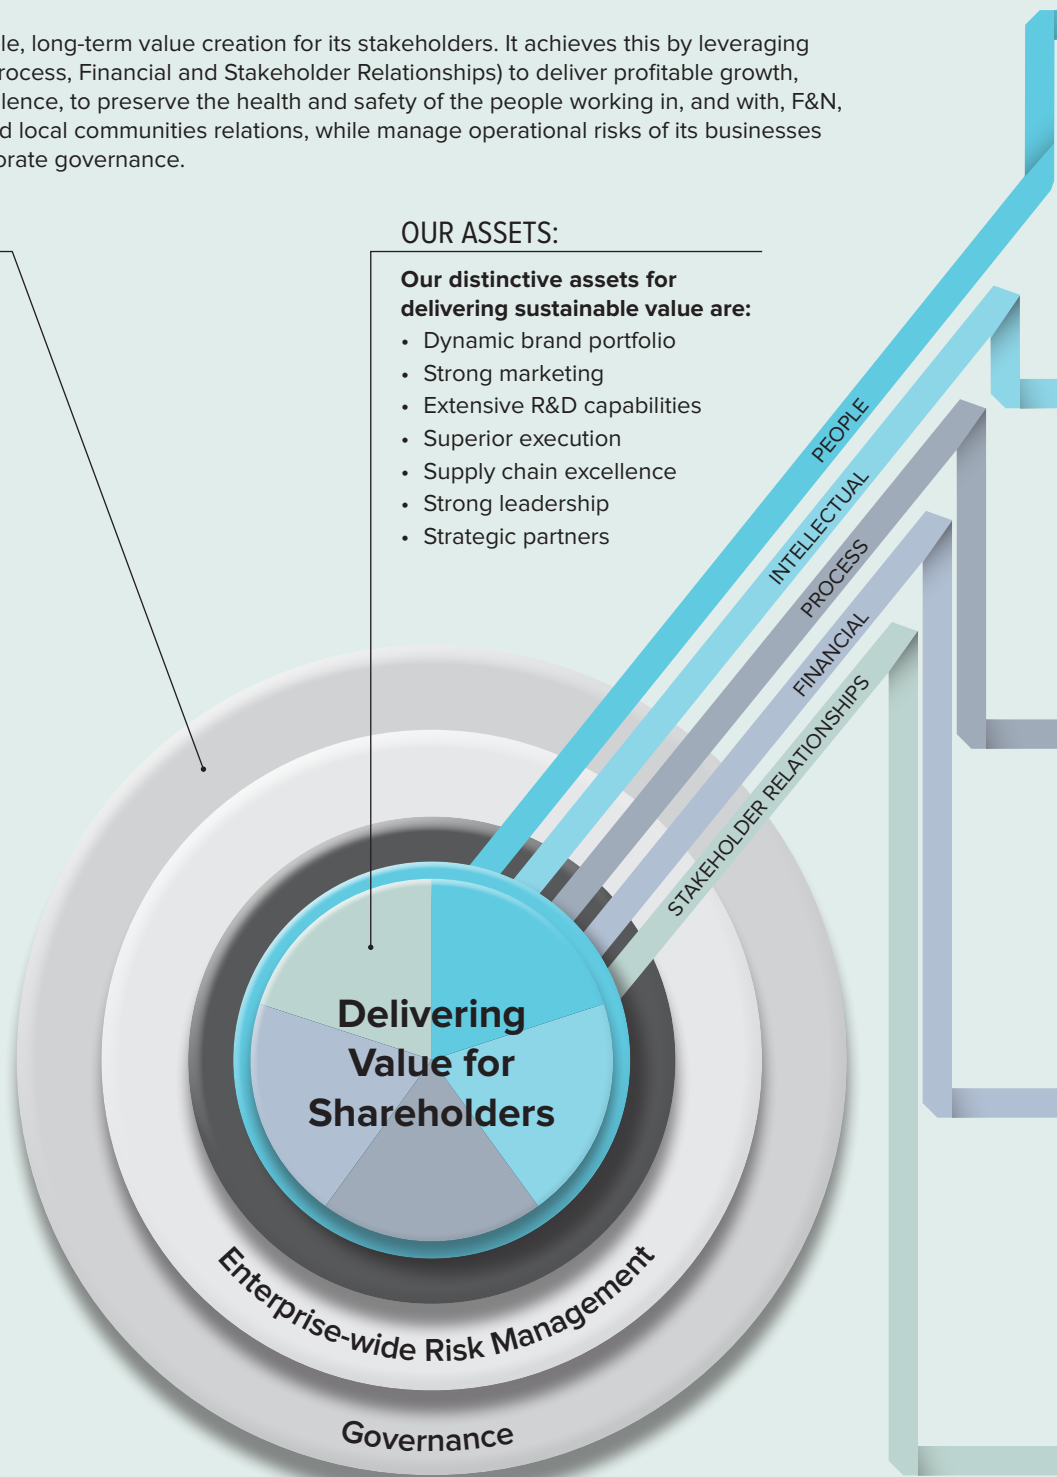 le, long-term value creation for its stakeholders. It achieves this by leveraging
rocess, Financial and Stakeholder Relationships) to deliver profitable growth,
llence, to preserve the health and safety of the people working in, and with, F&N,
d local communities relations, while manage operational risks of its businesses
orate governance.
OUR ASSETS:
Our distinctive assets for
delivering sustainable value are:
• Dynamic brand portfolio
• Strong marketing
• Extensive R&D capabilities
• Superior execution
• Supply chain excellence
• Strong leadership
• Strategic partners
PEOPLE
INTELLECTUAL
PROCESS
FINANCIAL
STAKEHOLDER RELATIONSHIPS
Delivering
Value for
Shareholders
Enterprise-wide Risk Management
Governance